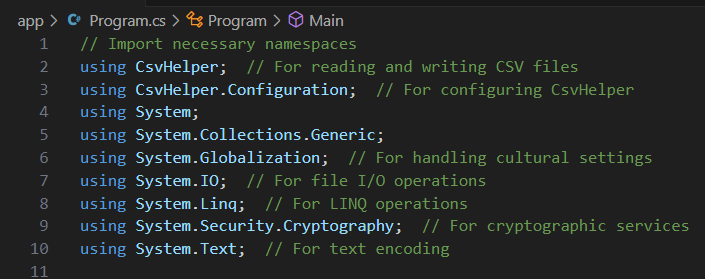 app > Program.cs > Program > Main
1 // Import necessary namespaces
2 using CsvHelper;  // For reading and writing CSV files
3 using CsvHelper.Configuration;  // For configuring CsvHelper
4 using System;
5 using System.Collections.Generic;
6 using System.Globalization;  // For handling cultural settings
7 using System.IO;  // For file I/O operations
8 using System.Linq;  // For LINQ operations
9 using System.Security.Cryptography;  // For cryptographic services
10 using System.Text;  // For text encoding
11